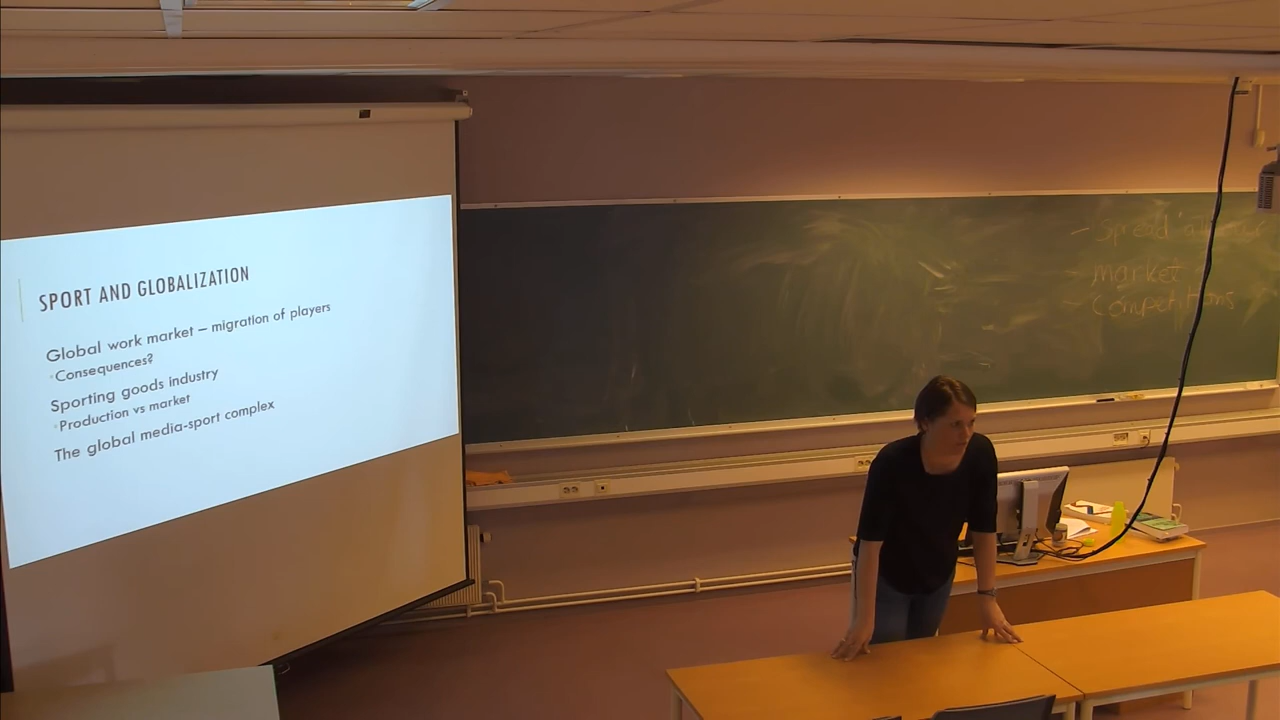 SPORT AND GLOBALIZATION
Global work market – migration of players
Consequences?
Sporting goods industry
Production vs market
The global media-sport complex
- Spread
market
- Competitions